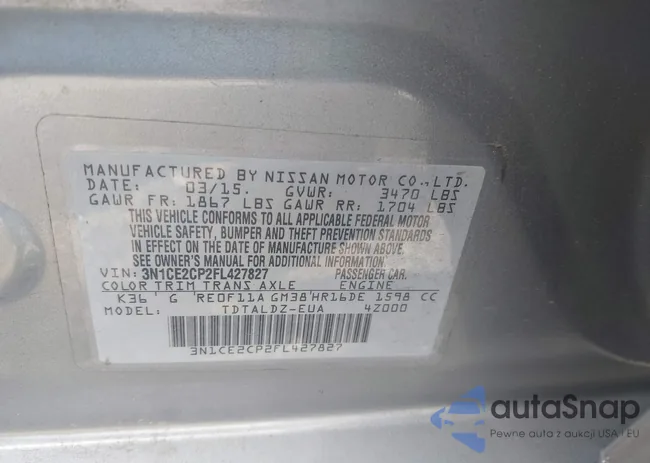 MANUFACTURED BY NISSAN MOTOR CO.,LTD.
DATE: 03/15. GVWR: 3470 LBS
GAWR FR: 1867 LBS GAWR RR: 1704 LBS
THIS VEHICLE CONFORMS TO ALL APPLICABLE FEDERAL MOTOR
VEHICLE SAFETY, BUMPER AND THEFT PREVENTION STANDARDS
IN EFFECT ON THE DATE OF MANUFACTURE SHOWN ABOVE.
SEE OWNER'S MANUAL FOR ADDITIONAL INFORMATION
VIN: 3N1CE2CP2FL427827 PASSENGER CAR.
COLOR TRIM TRANS AXLE ENGINE
K36 G RE0F11A GM38 HR16DE 1598 CC
MODEL: TDTALDZ-EUA 4Z000
3N1CE2CP2FL427827
autoSnap
Pewne auta z aukcji USA i EU